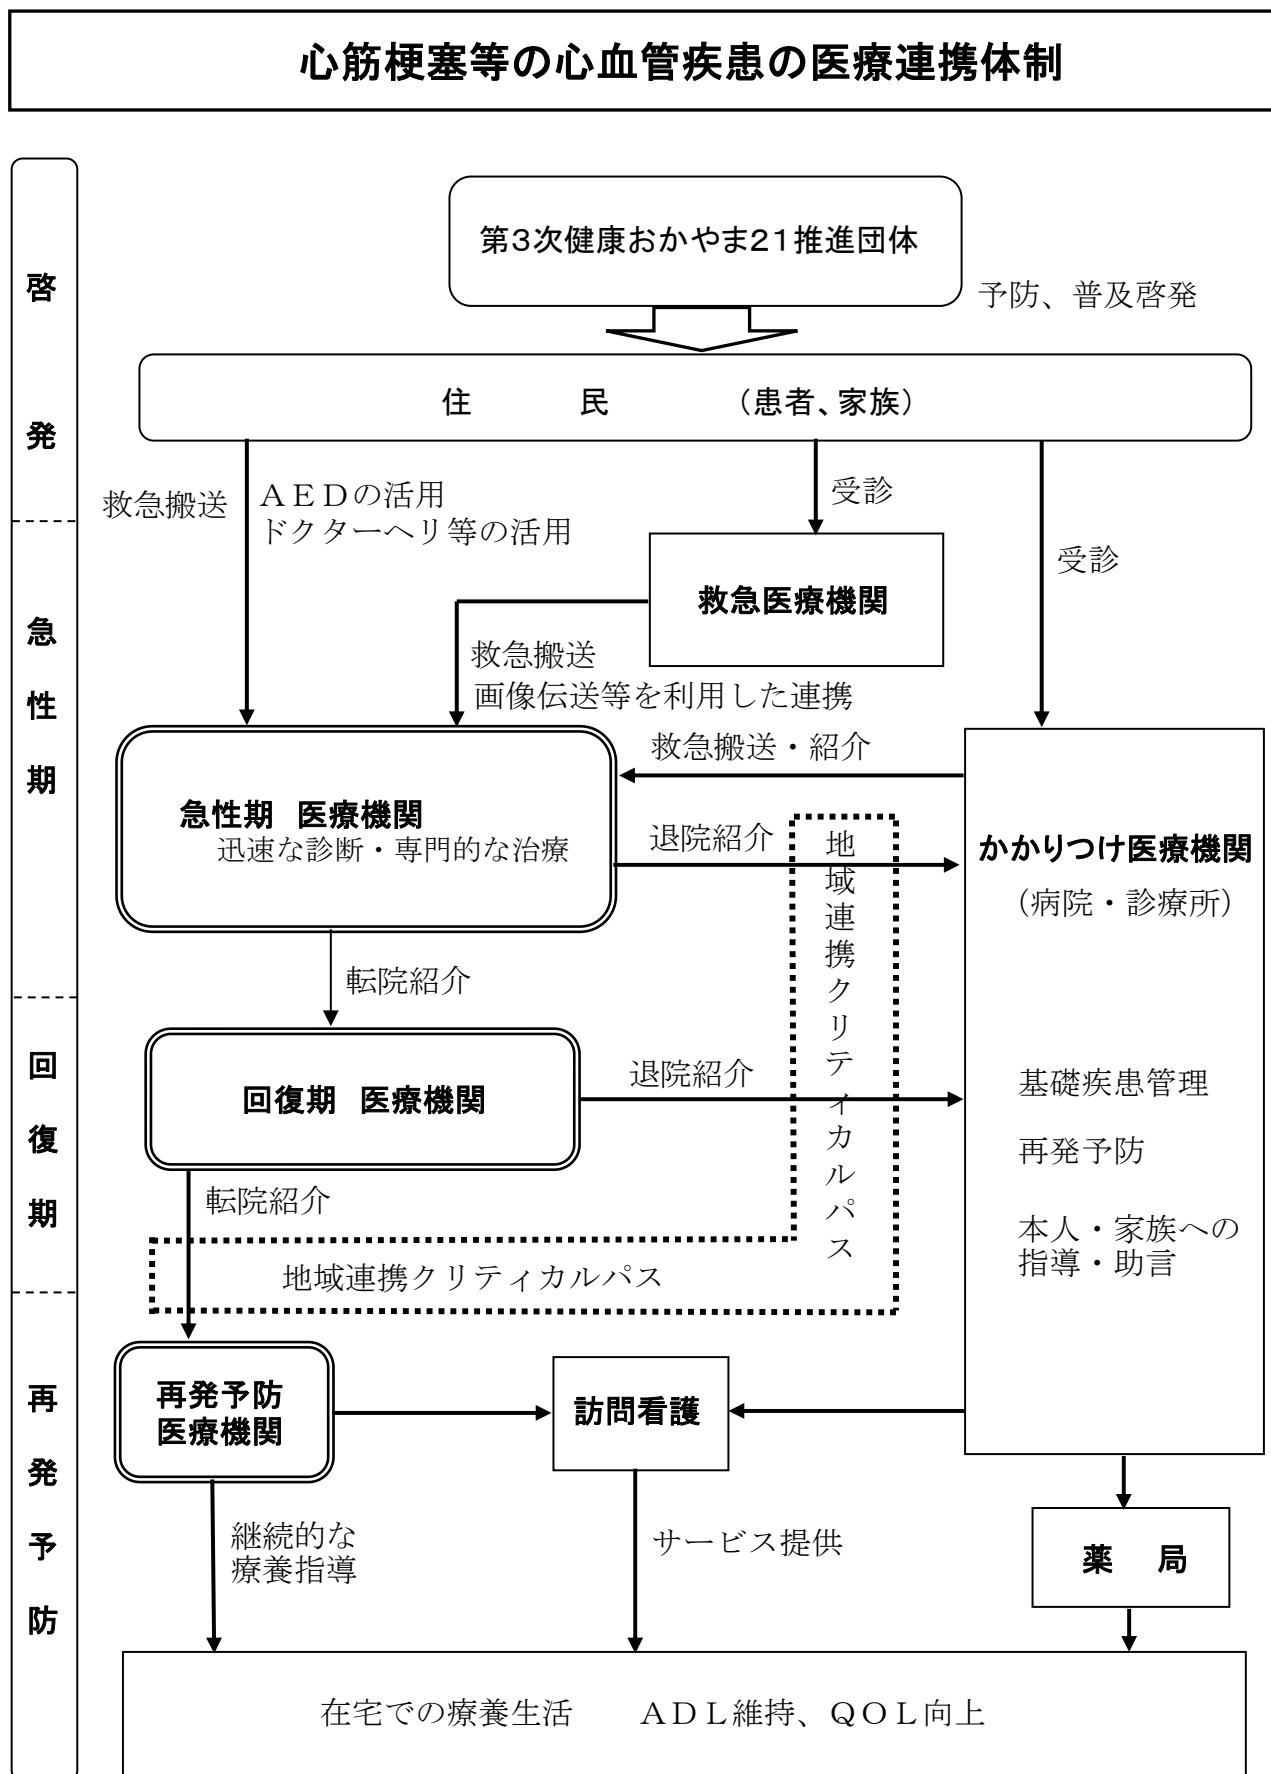 心筋梗塞等の心血管疾患の医療連携体制
啓発
第3次健康おかやま21推進団体
予防、普及啓発
住　民　（患者、家族）
救急搬送
ＡＥＤの活用
ドクターヘリ等の活用
受診
受診
急性期
救急医療機関
救急搬送
画像伝送等を利用した連携
救急搬送・紹介
急性期　医療機関
迅速な診断・専門的な治療
退院紹介
地域連携クリティカルパス
かかりつけ医療機関
（病院・診療所）
転院紹介
回復期
回復期　医療機関
退院紹介
基礎疾患管理
再発予防
本人・家族への
指導・助言
転院紹介
地域連携クリティカルパス
再発予防
再発予防
医療機関
訪問看護
継続的な
療養指導
サービス提供
薬　局
在宅での療養生活　ＡＤＬ維持、ＱＯＬ向上